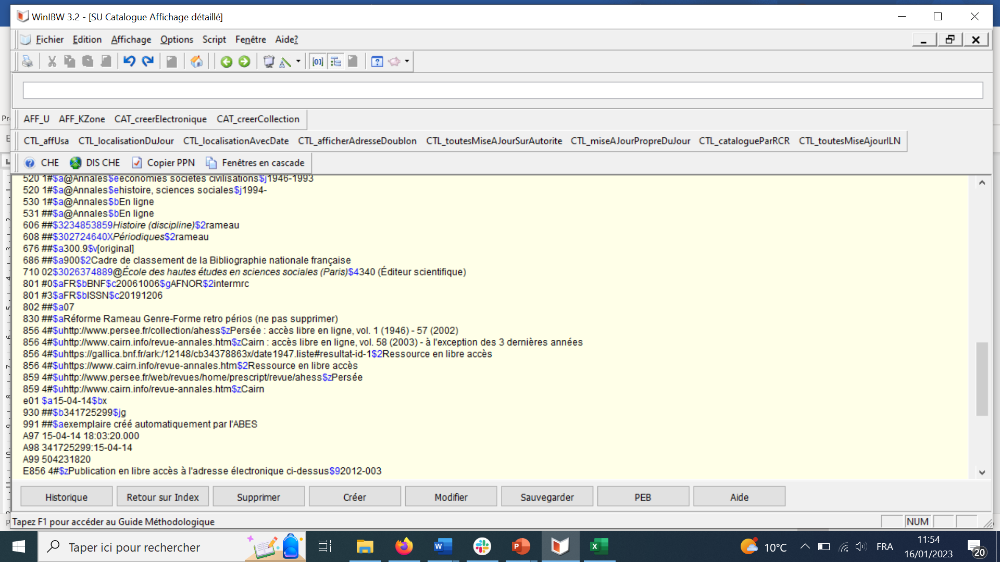 WinIBW 3.2 - [SU Catalogue Affichage détaillé]
Fichier Edition Affichage Options Script Fenêtre Aide?
[01]
AFF_U AFF_KZone CAT_creerElectronique CAT_creerCollection
CTL_affUsa CTL_localisationDuJour CTL_localisationAvecDate CTL_afficherAdresseDoublon CTL_toutesMiseAJourSurAutorite CTL_miseAJourPropreDuJour CTL_catalogueParRCR CTL_toutesMiseAjourILN
CHE DIS CHE Copier PPN Fenêtres en cascade
520 1#$a@Annales$eéconomies sociétés civilisations$j1946-1993
520 1#$a@Annales$ehistoire, sciences sociales$j1994-
530 1#$a@Annales$bEn ligne
531 ##$a@Annales$bEn ligne
606 ##$3234853859Histoire (discipline)$2rameau
608 ##$302724640XPériodiques$2rameau
676 ##$a300.9$v[original]
686 ##$a900$2Cadre de classement de la Bibliographie nationale française
710 02$3026374889@École des hautes études en sciences sociales (Paris)$4340 (Éditeur scientifique)
801 #0$aFR$bBNF$c20061006$gAFNOR$2intermrc
801 #3$aFR$bISSN$c20191206
802 ##$a07
830 ##$aRéforme Rameau Genre-Forme retro périos (ne pas supprimer)
856 4#$uhttp://www.persee.fr/collection/ahess$zPersée : accès libre en ligne, vol. 1 (1946) - 57 (2002)
856 4#$uhttp://www.cairn.info/revue-annales.htm$zCairn : accès libre en ligne, vol. 58 (2003) - à l'exception des 3 dernières années
856 4#$uhttps://gallica.bnf.fr/ark:/12148/cb34378863x/date1947.liste#resultat-id-1$2Ressource en libre accès
856 4#$uhttps://www.cairn.info/revue-annales.htm$2Ressource en libre accès
859 4#$uhttp://www.persee.fr/web/revues/home/prescript/revue/ahess$zPersée
859 4#$uhttp://www.cairn.info/revue-annales.htm$zCairn
e01 $a15-04-14$bx
930 ##$b341725299$jg
991 ##$aexemplaire créé automatiquement par l'ABES
A97 15-04-14 18:03:20.000
A98 341725299:15-04-14
A99 504231820
E856 4#$zPublication en libre accès à l'adresse électronique ci-dessus$92012-003
Historique Retour sur Index Supprimer Créer Modifier Sauvegarder PEB Aide
Tapez F1 pour accéder au Guide Méthodologique NUM
Taper ici pour rechercher
10°C FRA
11:54
16/01/2023
20